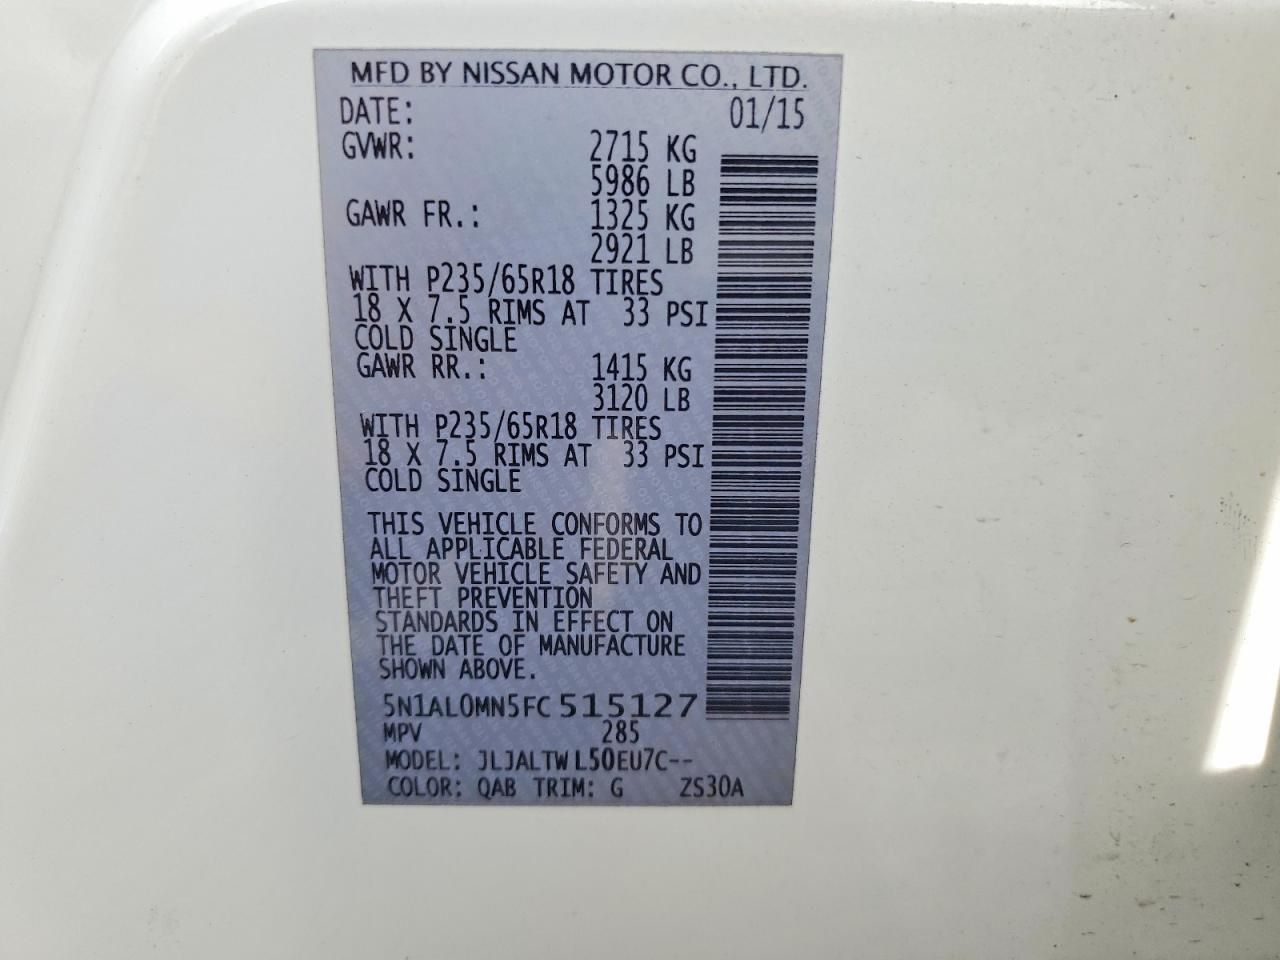 MFD BY NISSAN MOTOR CO., LTD.
DATE: 01/15
GVWR: 2715 KG
5986 LB
GAWR FR.: 1325 KG
2921 LB
WITH P235/65R18 TIRES
18 X 7.5 RIMS AT 33 PSI
COLD SINGLE
GAWR RR.: 1415 KG
3120 LB
WITH P235/65R18 TIRES
18 X 7.5 RIMS AT 33 PSI
COLD SINGLE
THIS VEHICLE CONFORMS TO
ALL APPLICABLE FEDERAL
MOTOR VEHICLE SAFETY AND
THEFT PREVENTION
STANDARDS IN EFFECT ON
THE DATE OF MANUFACTURE
SHOWN ABOVE.
5N1AL0MN5FC515127
MPV 285
MODEL: JLJALTWL50EU7C--
COLOR: QAB TRIM: G ZS30A